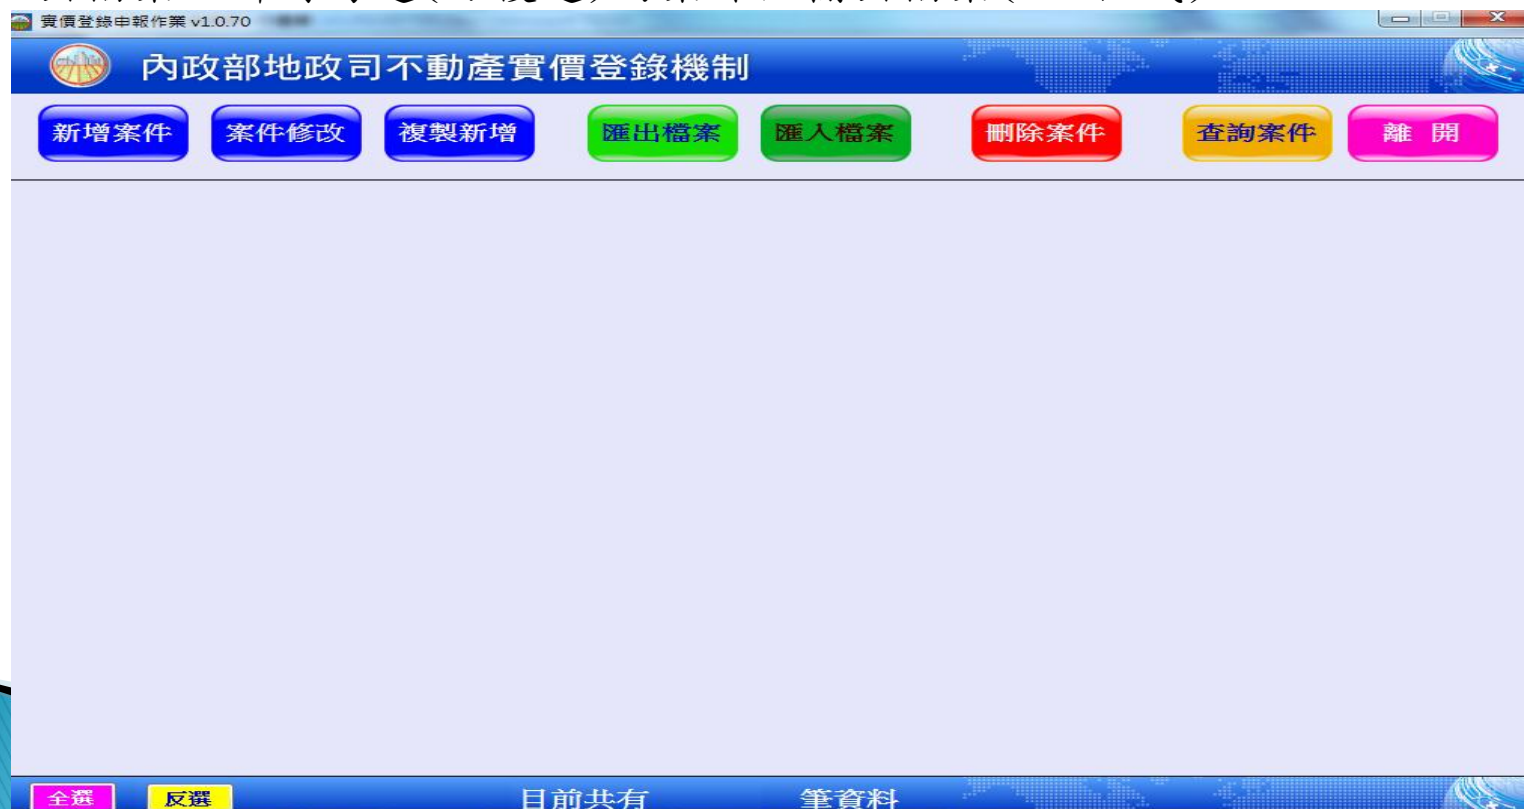 實價登錄申報作業 v1.0.70
內政部地政司不動產實價登錄機制
新增案件 案件修改 複製新增 匯出檔案 匯入檔案 刪除案件 查詢案件 離開
全選 反選 目前共有 筆資料